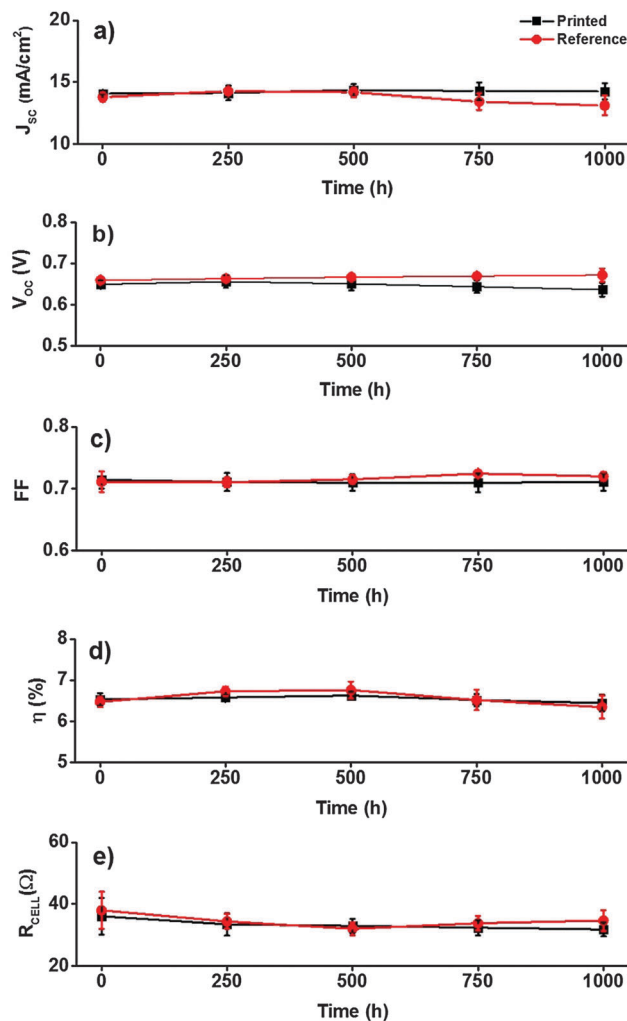 a)
Printed
Reference
J_SC (mA/cm²)
20
15
10
0 250 500 750 1000
Time (h)
b)
V_OC (V)
0.8
0.7
0.6
0.5
0 250 500 750 1000
Time (h)
c)
FF
0.8
0.7
0.6
0 250 500 750 1000
Time (h)
d)
η (%)
8
7
6
5
0 250 500 750 1000
Time (h)
e)
R_CELL (Ω)
60
40
20
0 250 500 750 1000
Time (h)